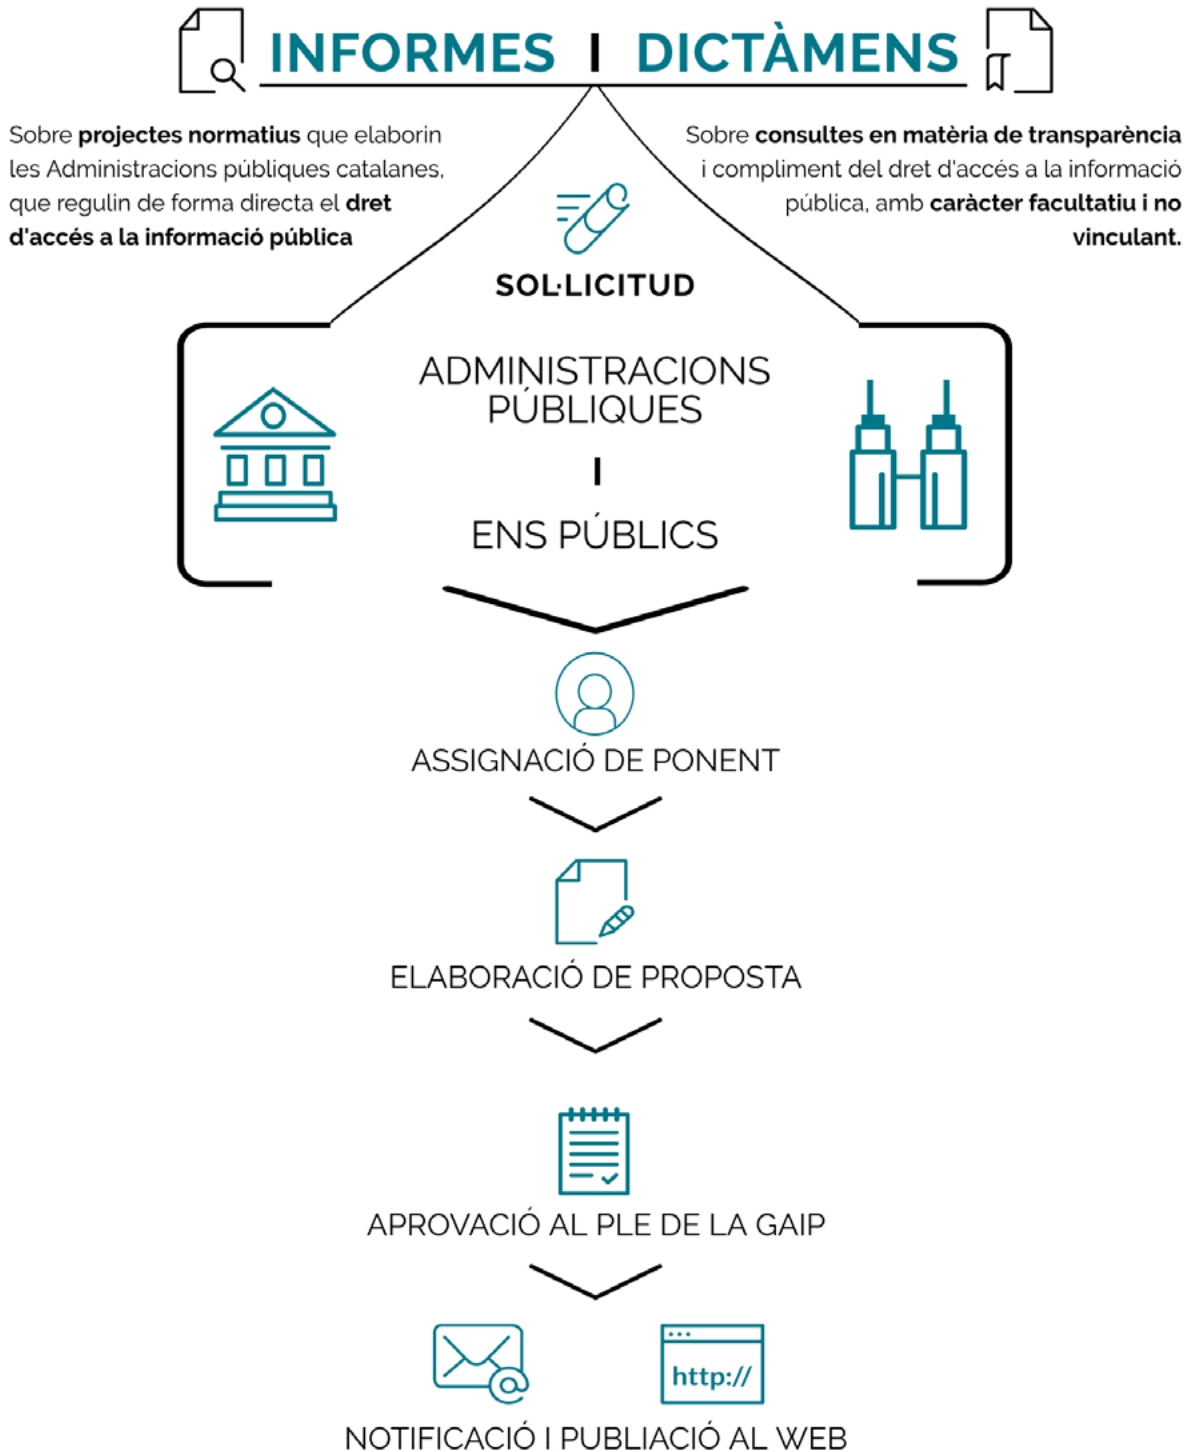 INFORMES I DICTÀMENS
Sobre projectes normatius que elaborin
les Administracions públiques catalanes,
que regulin de forma directa el dret
d'accés a la informació pública
Sobre consultes en matèria de transparència
i compliment del dret d'accés a la informació
pública, amb caràcter facultatiu i no
vinculant.
SOL·LICITUD
ADMINISTRACIONS
PÚBLIQUES
I
ENS PÚBLICS
ASSIGNACIÓ DE PONENT
ELABORACIÓ DE PROPOSTA
APROVACIÓ AL PLE DE LA GAIP
http://
NOTIFICACIÓ I PUBLIACIÓ AL WEB